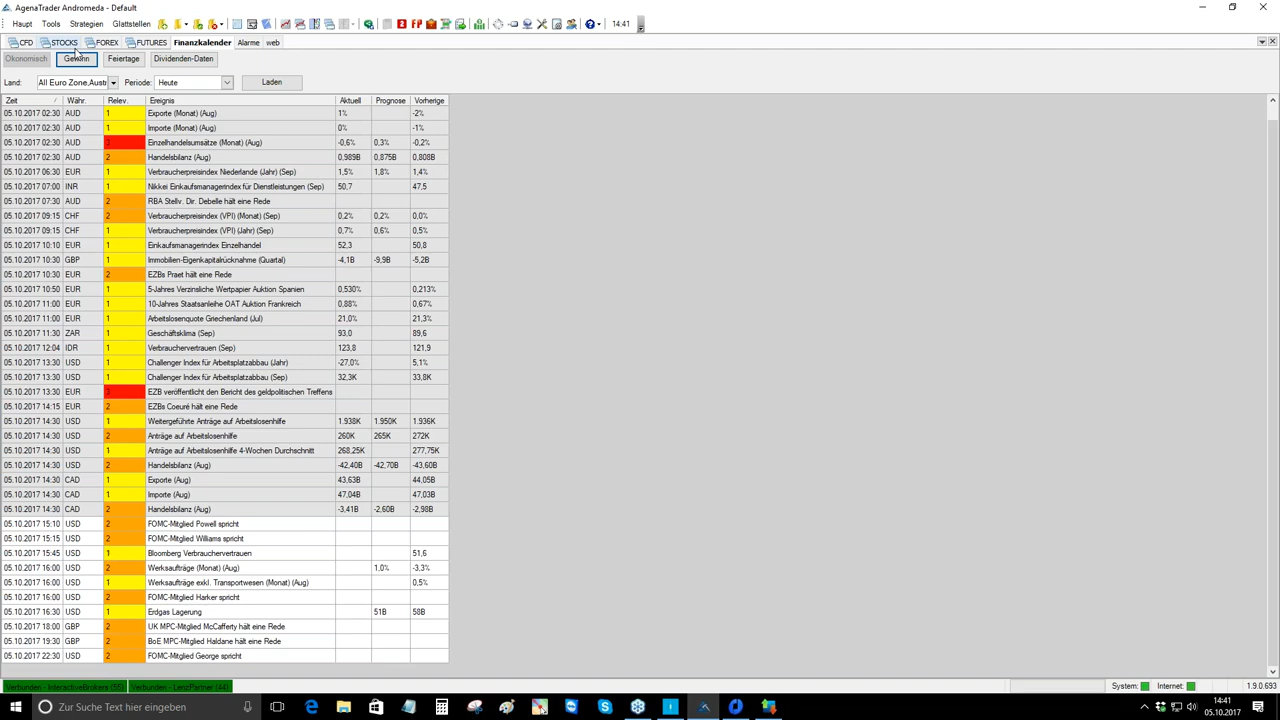 AgenaTrader Andromeda - Default
Haupt Tools Strategien Glattstellen 14:41
CFD STOCKS FOREX FUTURES Finanzkalender Alarme web
Ökonomisch Gewinn Feiertage Dividenden-Daten
Land: All Euro Zone,Austr Periode: Heute Laden
Zeit Währ. Relev. Ereignis Aktuell Prognose Vorherige
05.10.2017 02:30 AUD 1 Exporte (Monat) (Aug) 1% -2%
05.10.2017 02:30 AUD 1 Importe (Monat) (Aug) 0% -1%
05.10.2017 02:30 AUD 3 Einzelhandelsumsätze (Monat) (Aug) -0,6% 0,3% -0,2%
05.10.2017 02:30 AUD 2 Handelsbilanz (Aug) 0,989B 0,875B 0,808B
05.10.2017 06:30 EUR 1 Verbraucherpreisindex Niederlande (Jahr) (Sep) 1,5% 1,8% 1,4%
05.10.2017 07:00 INR 1 Nikkei Einkaufsmanagerindex für Dienstleistungen (Sep) 50,7 47,5
05.10.2017 07:30 AUD 2 RBA Stellv. Dir. Debelle hält eine Rede
05.10.2017 09:15 CHF 2 Verbraucherpreisindex (VPI) (Monat) (Sep) 0,2% 0,2% 0.0%
05.10.2017 09:15 CHF 1 Verbraucherpreisindex (VPI) (Jahr) (Sep) 0,7% 0,6% 0.5%
05.10.2017 10:10 EUR 1 Einkaufsmanagerindex Einzelhandel 52,3 50,8
05.10.2017 10:30 GBP 1 Immobilien-Eigenkapitalrücknahme (Quartal) -4,1B -9,9B -5,2B
05.10.2017 10:30 EUR 2 EZBs Praet hält eine Rede
05.10.2017 10:50 EUR 1 5-Jahres Verzinsliche Wertpapier Auktion Spanien 0,530% 0,213%
05.10.2017 11:00 EUR 1 10-Jahres Staatsanleihe OAT Auktion Frankreich 0,88% 0,67%
05.10.2017 11:00 EUR 1 Arbeitslosenquote Griechenland (Jul) 21,0% 21,3%
05.10.2017 11:30 ZAR 1 Geschäftsklima (Sep) 93,0 89,6
05.10.2017 12:04 IDR 1 Verbrauchervertrauen (Sep) 123,8 121,9
05.10.2017 13:30 USD 1 Challenger Index für Arbeitsplatzabbau (Jahr) -27,0% 5,1%
05.10.2017 13:30 USD 1 Challenger Index für Arbeitsplatzabbau (Sep) 32,3K 33,8K
05.10.2017 13:30 EUR 3 EZB veröffentlicht den Bericht des geldpolitischen Treffens
05.10.2017 14:15 EUR 2 EZBs Coeuré hält eine Rede
05.10.2017 14:30 USD 1 Weitergeführte Anträge auf Arbeitslosenhilfe 1.938K 1.950K 1.936K
05.10.2017 14:30 USD 2 Anträge auf Arbeitslosenhilfe 260K 265K 272K
05.10.2017 14:30 USD 1 Anträge auf Arbeitslosenhilfe 4-Wochen Durchschnitt 268,25K 277,75K
05.10.2017 14:30 USD 2 Handelsbilanz (Aug) -42,40B -42,70B -43,60B
05.10.2017 14:30 CAD 1 Exporte (Aug) 43,63B 44,05B
05.10.2017 14:30 CAD 1 Importe (Aug) 47,04B 47,03B
05.10.2017 14:30 CAD 2 Handelsbilanz (Aug) -3,41B -2,60B -2,98B
05.10.2017 15:10 USD 2 FOMC-Mitglied Powell spricht
05.10.2017 15:15 USD 2 FOMC-Mitglied Williams spricht
05.10.2017 15:45 USD 1 Bloomberg Verbrauchervertrauen 51,6
05.10.2017 16:00 USD 2 Werksaufträge (Monat) (Aug) 1,0% -3,3%
05.10.2017 16:00 USD 1 Werksaufträge exkl. Transportwesen (Monat) (Aug) 0,5%
05.10.2017 16:00 USD 2 FOMC-Mitglied Harker spricht
05.10.2017 16:30 USD 1 Erdgas Lagerung 51B 58B
05.10.2017 18:00 GBP 2 UK MPC-Mitglied McCafferty hält eine Rede
05.10.2017 19:30 GBP 2 BoE MPC-Mitglied Haldane hält eine Rede
05.10.2017 22:30 USD 2 FOMC-Mitglied George spricht
Verbunden - InteractiveBrokers (55) Verbunden - LenzPartner (44) System: Internet: 1.9.0.693
Zur Suche Text hier eingeben 14:41
05.10.2017